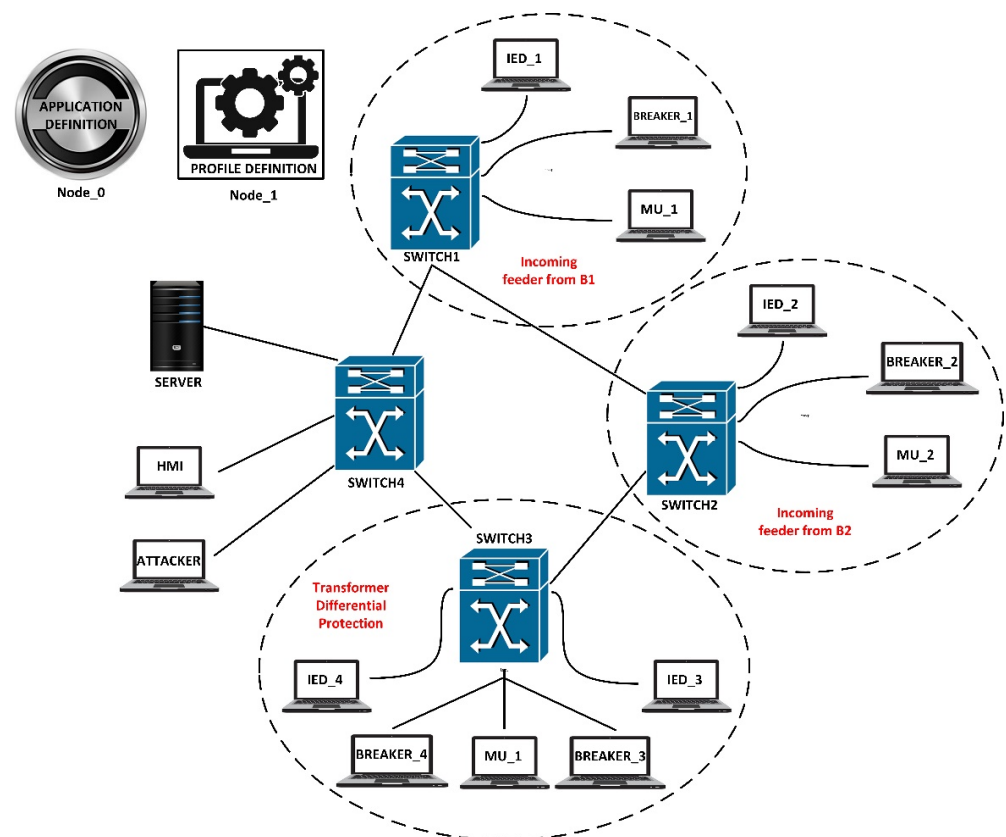 APPLICATION
DEFINITION
Node_0
PROFILE DEFINITION
Node_1
IED_1
BREAKER_1
MU_1
SWITCH1
Incoming
feeder from B1
SERVER
HMI
ATTACKER
SWITCH4
IED_2
BREAKER_2
MU_2
SWITCH2
Incoming
feeder from B2
SWITCH3
Transformer
Differential
Protection
IED_4
IED_3
BREAKER_4
MU_1
BREAKER_3